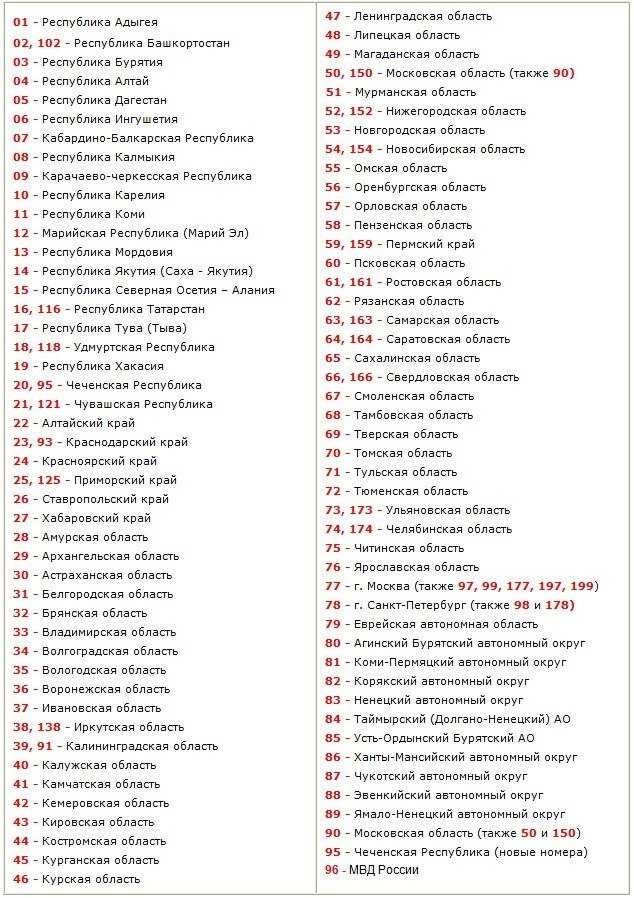 01 - Республика Адыгея
02, 102 - Республика Башкортостан
03 - Республика Бурятия
04 - Республика Алтай
05 - Республика Дагестан
06 - Республика Ингушетия
07 - Кабардино-Балкарская Республика
08 - Республика Калмыкия
09 - Карачаево-черкесская Республика
10 - Республика Карелия
11 - Республика Коми
12 - Марийская Республика (Марий Эл)
13 - Республика Мордовия
14 - Республика Якутия (Саха - Якутия)
15 - Республика Северная Осетия – Алания
16, 116 - Республика Татарстан
17 - Республика Тува (Тыва)
18, 118 - Удмуртская Республика
19 - Республика Хакасия
20, 95 - Чеченская Республика
21, 121 - Чувашская Республика
22 - Алтайский край
23, 93 - Краснодарский край
24 - Красноярский край
25, 125 - Приморский край
26 - Ставропольский край
27 - Хабаровский край
28 - Амурская область
29 - Архангельская область
30 - Астраханская область
31 - Белгородская область
32 - Брянская область
33 - Владимирская область
34 - Волгоградская область
35 - Вологодская область
36 - Воронежская область
37 - Ивановская область
38, 138 - Иркутская область
39, 91 - Калининградская область
40 - Калужская область
41 - Камчатская область
42 - Кемеровская область
43 - Кировская область
44 - Костромская область
45 - Курганская область
46 - Курская область
47 - Ленинградская область
48 - Липецкая область
49 - Магаданская область
50, 150 - Московская область (также 90)
51 - Мурманская область
52, 152 - Нижегородская область
53 - Новгородская область
54, 154 - Новосибирская область
55 - Омская область
56 - Оренбургская область
57 - Орловская область
58 - Пензенская область
59, 159 - Пермский край
60 - Псковская область
61, 161 - Ростовская область
62 - Рязанская область
63, 163 - Самарская область
64, 164 - Саратовская область
65 - Сахалинская область
66, 166 - Свердловская область
67 - Смоленская область
68 - Тамбовская область
69 - Тверская область
70 - Томская область
71 - Тульская область
72 - Тюменская область
73, 173 - Ульяновская область
74, 174 - Челябинская область
75 - Читинская область
76 - Ярославская область
77 - г. Москва (также 97, 99, 177, 197, 199)
78 - г. Санкт-Петербург (также 98 и 178)
79 - Еврейская автономная область
80 - Агинский Бурятский автономный округ
81 - Коми-Пермяцкий автономный округ
82 - Корякский автономный округ
83 - Ненецкий автономный округ
84 - Таймырский (Долгано-Ненецкий) АО
85 - Усть-Ордынский Бурятский АО
86 - Ханты-Мансийский автономный округ
87 - Чукотский автономный округ
88 - Эвенкийский автономный округ
89 - Ямало-Ненецкий автономный округ
90 - Московская область (также 50 и 150)
95 - Чеченская Республика (новые номера)
96 - МВД России